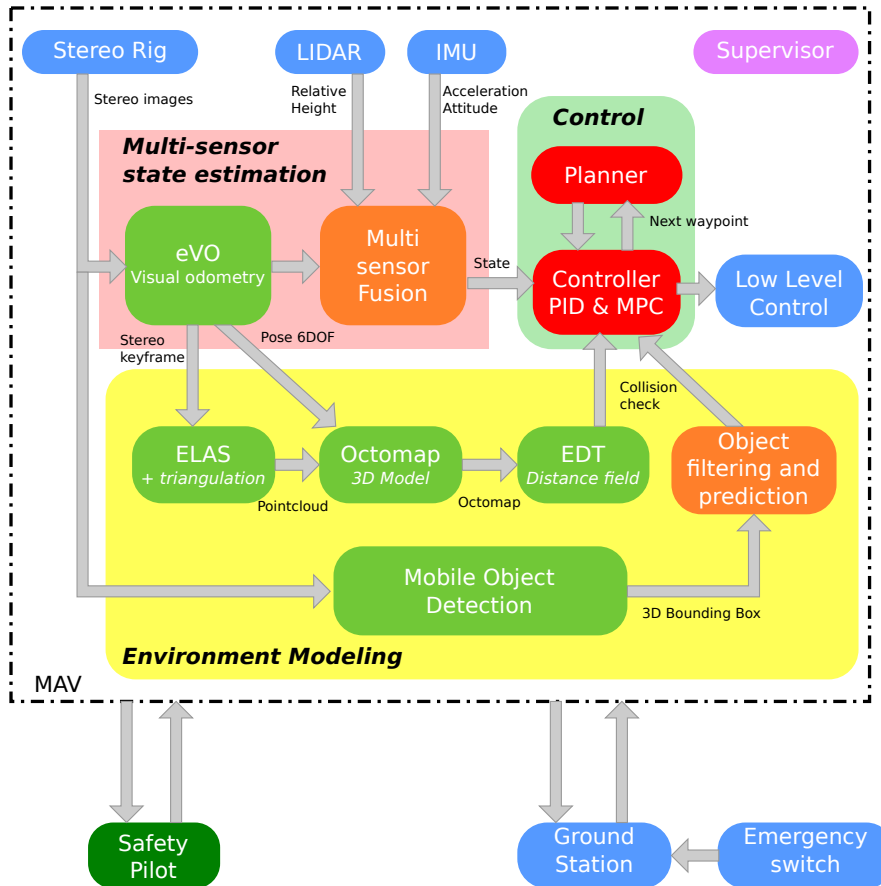 Stereo Rig
LIDAR
IMU
Supervisor
Stereo images
Relative
Height
Acceleration
Attitude
Multi-sensor
state estimation
Control
Planner
Next waypoint
eVO
Visual odometry
Multi
sensor
Fusion
State
Controller
PID & MPC
Low Level
Control
Stereo
keyframe
Pose 6DOF
Collision
check
ELAS
+ triangulation
Pointcloud
Octomap
3D Model
Octomap
EDT
Distance field
Object
filtering and
prediction
Mobile Object
Detection
3D Bounding Box
Environment Modeling
MAV
Safety
Pilot
Ground
Station
Emergency
switch